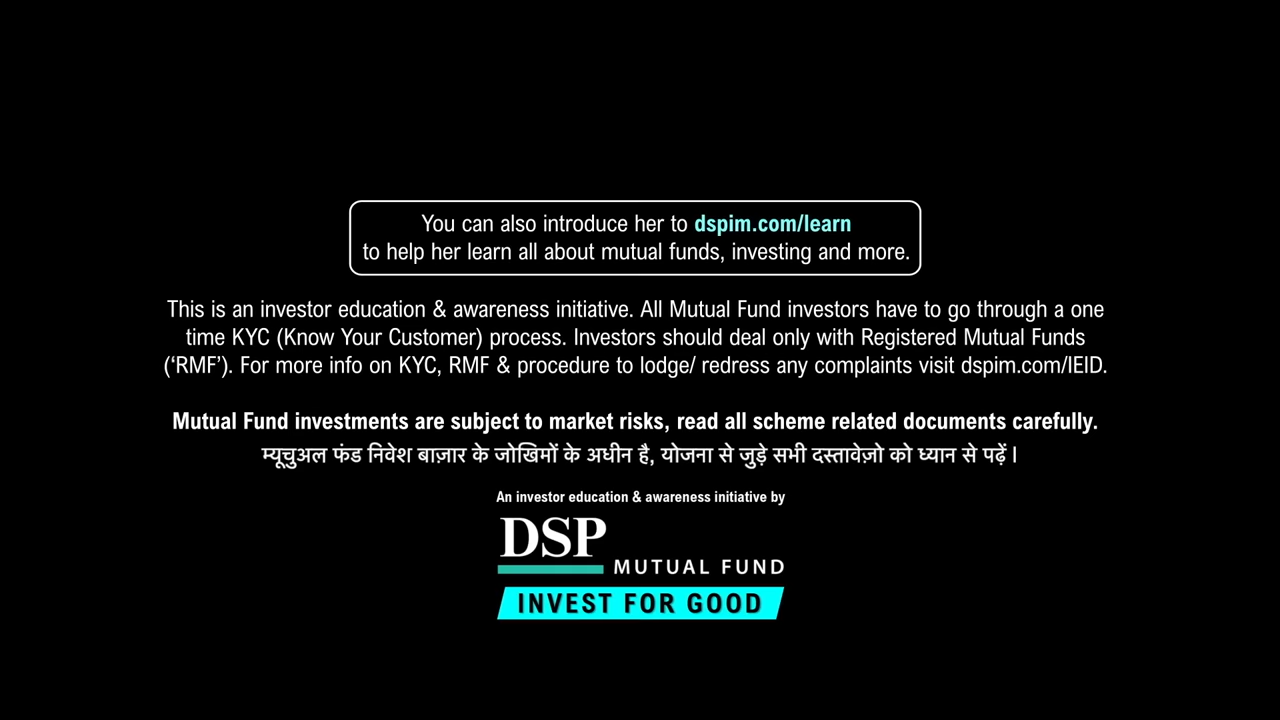 You can also introduce her to dspim.com/learn
to help her learn all about mutual funds, investing and more.
This is an investor education & awareness initiative. All Mutual Fund investors have to go through a one
time KYC (Know Your Customer) process. Investors should deal only with Registered Mutual Funds
(‘RMF’). For more info on KYC, RMF & procedure to lodge/ redress any complaints visit dspim.com/IEID.
Mutual Fund investments are subject to market risks, read all scheme related documents carefully.
म्यूचुअल फंड निवेश बाज़ार के जोखिमों के अधीन है, योजना से जुड़े सभी दस्तावेज़ो को ध्यान से पढ़ें।
An investor education & awareness initiative by
DSP
MUTUAL FUND
INVEST FOR GOOD